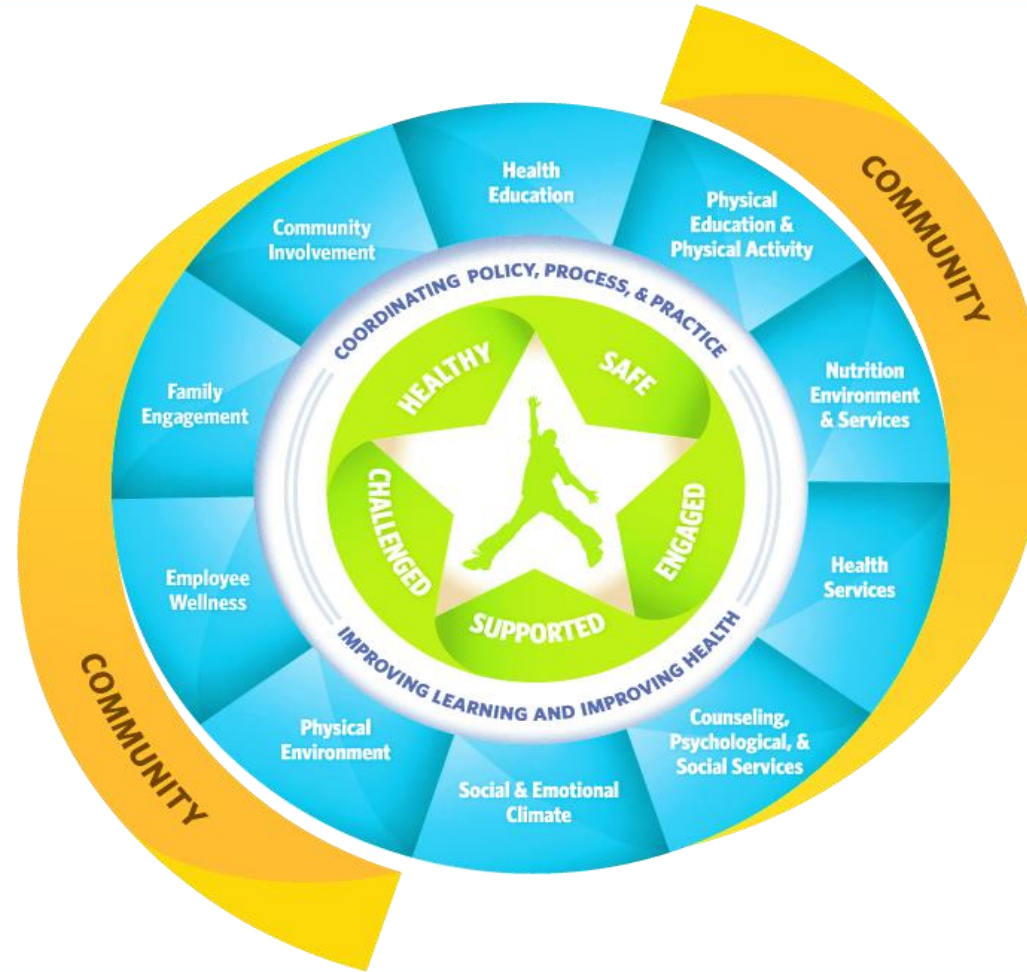 COMMUNITY
Health
Education
Physical
Education &
Physical Activity
Nutrition
Environment
& Services
Health
Services
Counseling,
Psychological, &
Social Services
Social & Emotional
Climate
Physical
Environment
Employee
Wellness
Family
Engagement
Community
Involvement
COORDINATING POLICY, PROCESS, & PRACTICE
IMPROVING LEARNING AND IMPROVING HEALTH
HEALTHY
SAFE
ENGAGED
SUPPORTED
CHALLENGED
COMMUNITY